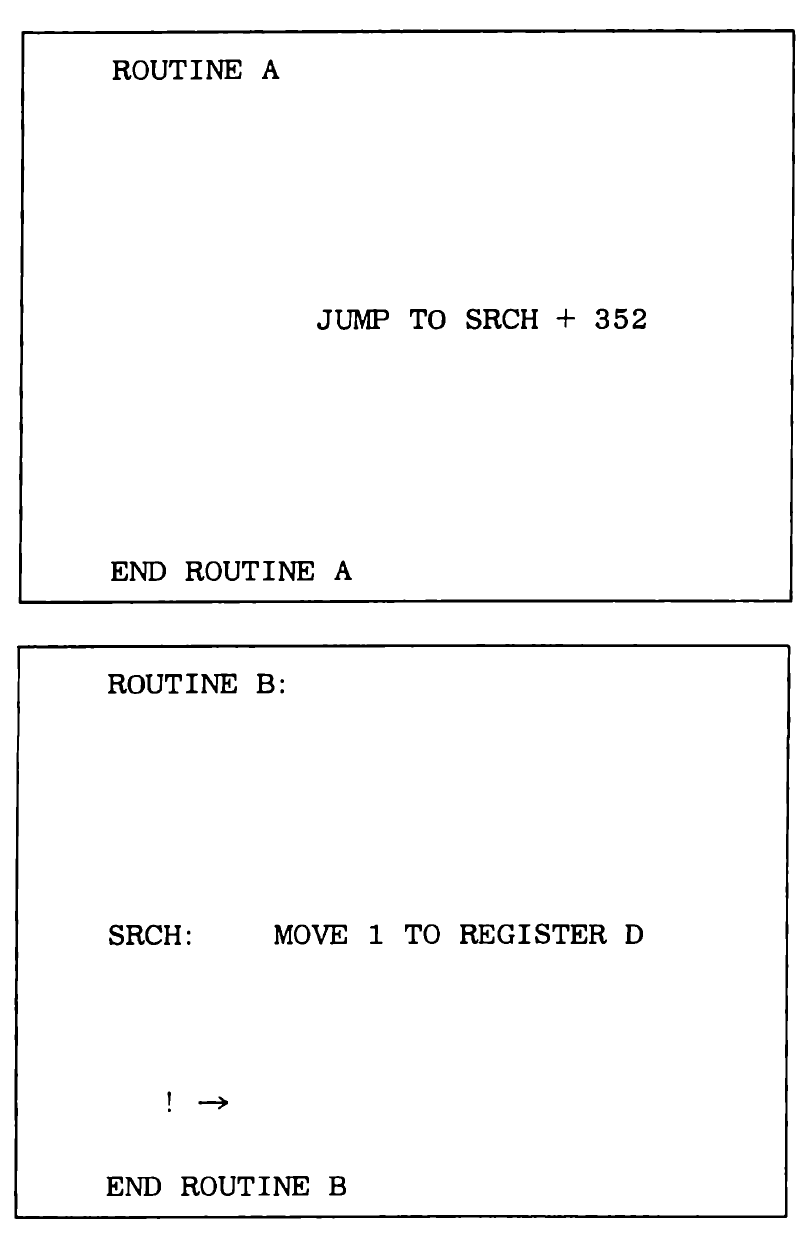 ROUTINE A
JUMP TO SRCH + 352
END ROUTINE A
ROUTINE B:
SRCH: MOVE 1 TO REGISTER D
! →
END ROUTINE B